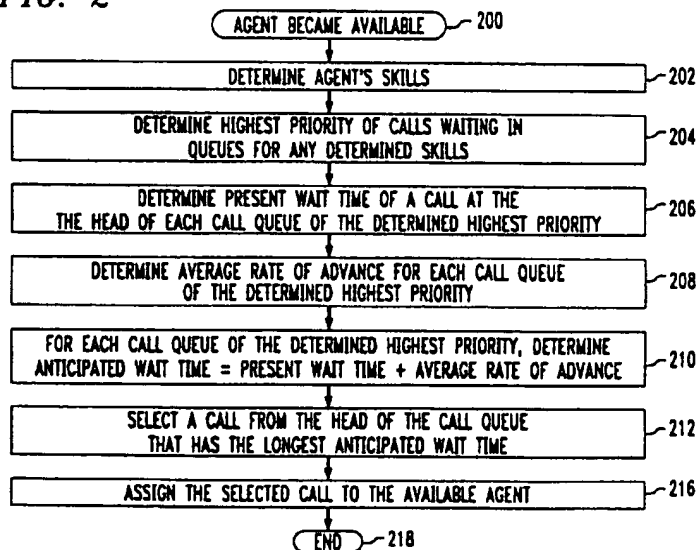 FIG. 2
AGENT BECAME AVAILABLE 200
DETERMINE AGENT'S SKILLS 202
DETERMINE HIGHEST PRIORITY OF CALLS WAITING IN
QUEUES FOR ANY DETERMINED SKILLS
204
DETERMINE PRESENT WAIT TIME OF A CALL AT THE
THE HEAD OF EACH CALL QUEUE OF THE DETERMINED HIGHEST PRIORITY
206
DETERMINE AVERAGE RATE OF ADVANCE FOR EACH CALL QUEUE
OF THE DETERMINED HIGHEST PRIORITY
208
FOR EACH CALL QUEUE OF THE DETERMINED HIGHEST PRIORITY, DETERMINE
ANTICIPATED WAIT TIME = PRESENT WAIT TIME + AVERAGE RATE OF ADVANCE
210
SELECT A CALL FROM THE HEAD OF THE CALL QUEUE
THAT HAS THE LONGEST ANTICIPATED WAIT TIME
212
ASSIGN THE SELECTED CALL TO THE AVAILABLE AGENT 216
END 218